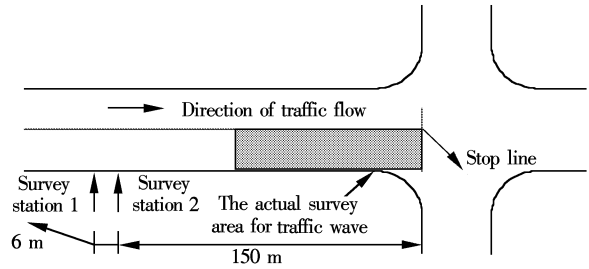 Direction of traffic flow
Stop line
Survey
station 1
Survey
station 2
The actual survey
area for traffic wave
6 m
150 m